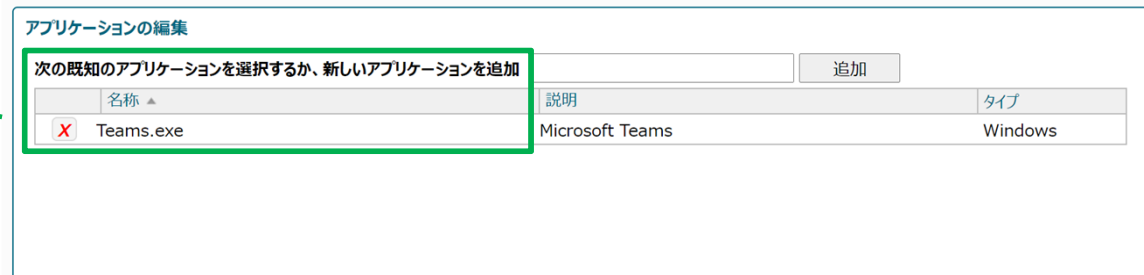 アプリケーションの編集
次の既知のアプリケーションを選択するか、新しいアプリケーションを追加 追加
名称 ▲ 説明 タイプ
X Teams.exe Microsoft Teams Windows